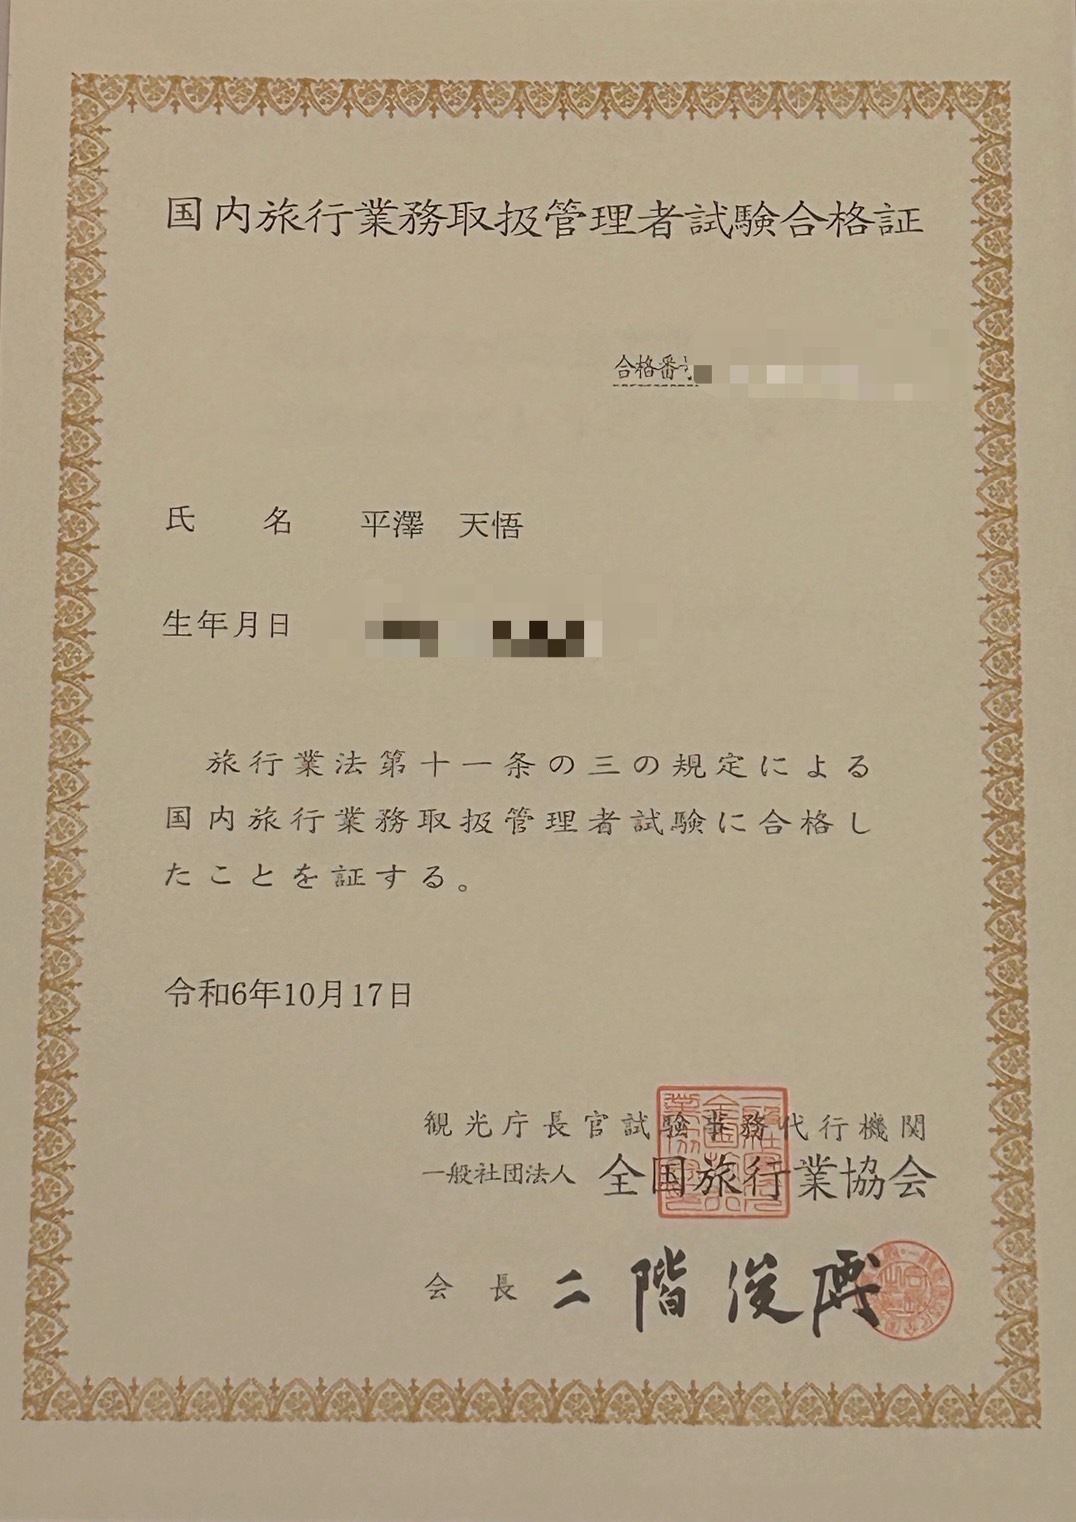 国内旅行業務取扱管理者試験合格証
合格番
氏 名 平澤 天悟
生年月日
旅行業法第十一条の三の規定による
国内旅行業務取扱管理者試験に合格し
たことを証する。
令和6年10月17日
観光庁長官試験事務代行機関
一般社団法人 全国旅行業協会
会長 二階俊博